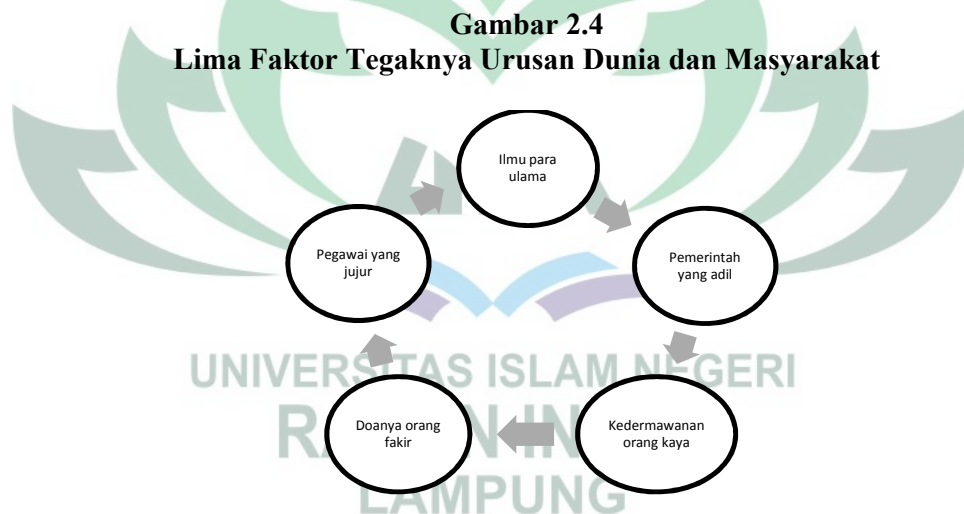 Gambar 2.4
Lima Faktor Tegaknya Urusan Dunia dan Masyarakat
Ilmu para
ulama
Pemerintah
yang adil
Kedermawanan
orang kaya
Doanya orang
fakir
Pegawai yang
jujur
UNIVERSITAS ISLAM NEGERI
LAMPUNG